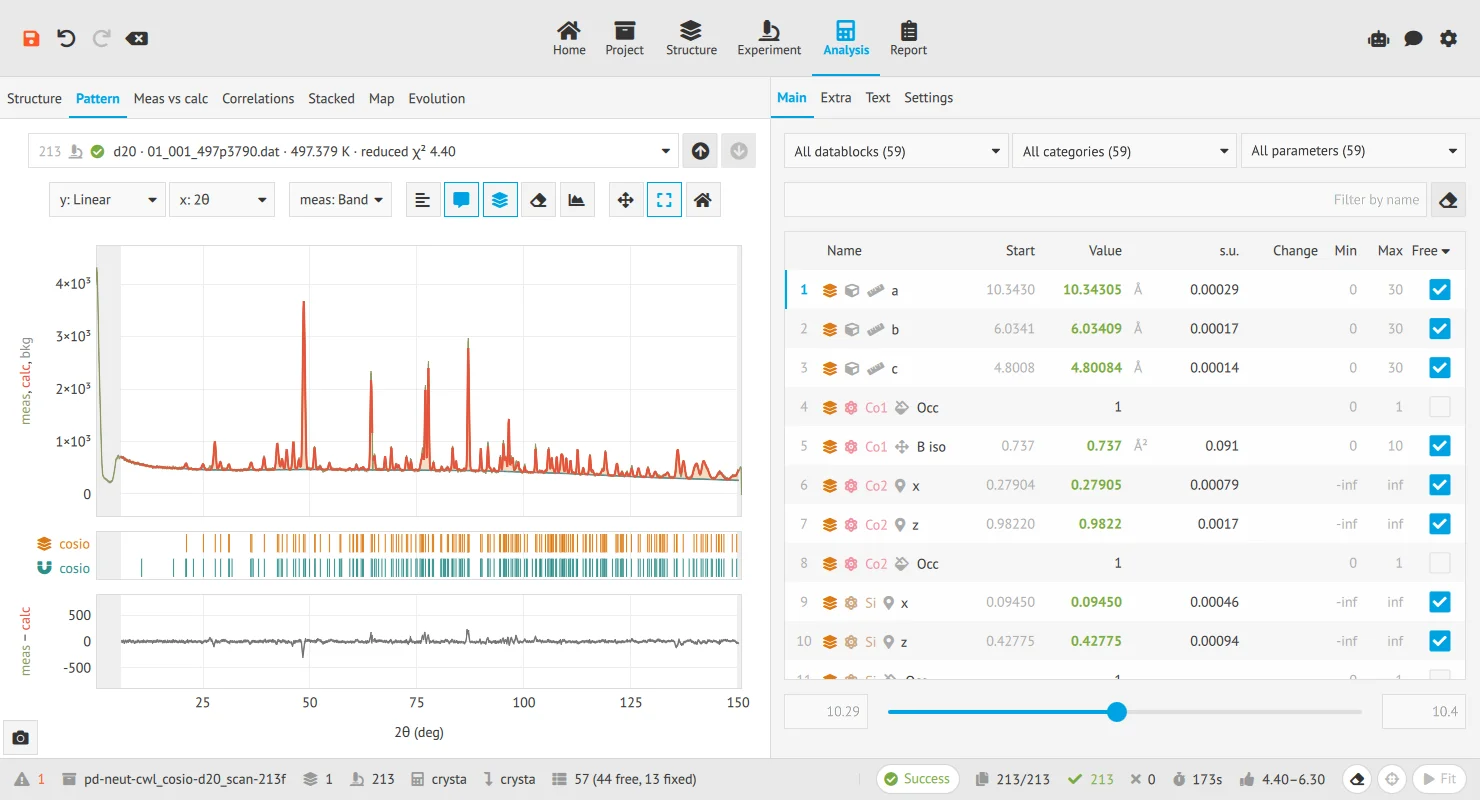 Home Project Structure Experiment Analysis Report
Structure Pattern Meas vs calc Correlations Stacked Map Evolution
Main Extra Text Settings
213 d20 · 01_001_497p3790.dat · 497.379 K · reduced χ² 4.40
All datablocks (59) All categories (59) All parameters (59)
y: Linear x: 2θ meas: Band
Filter by name
Name Start Value s.u. Change Min Max Free
1 a 10.3430 10.34305 Å 0.00029 0 30
2 b 6.0341 6.03409 Å 0.00017 0 30
3 c 4.8008 4.80084 Å 0.00014 0 30
4 Co1 Occ 1 0 1
5 Co1 B iso 0.737 0.737 Å² 0.091 0 10
6 Co2 x 0.27904 0.27905 0.00079 -inf inf
7 Co2 z 0.98220 0.9822 0.0017 -inf inf
8 Co2 Occ 1 0 1
9 Si x 0.09450 0.09450 0.00046 -inf inf
10 Si z 0.42775 0.42775 0.00094 -inf inf
11 Si Occ 1 0 1
10.29 10.4
meas, calc, bkg
4×10³
3×10³
2×10³
1×10³
0
cosio
cosio
meas − calc
500
0
-500
25 50 75 100 125 150
2θ (deg)
1 pd-neut-cwl_cosio-d20_scan-213f 1 213 crysta crysta 57 (44 free, 13 fixed)
Success 213/213 213 0 173s 4.40–6.30 Fit